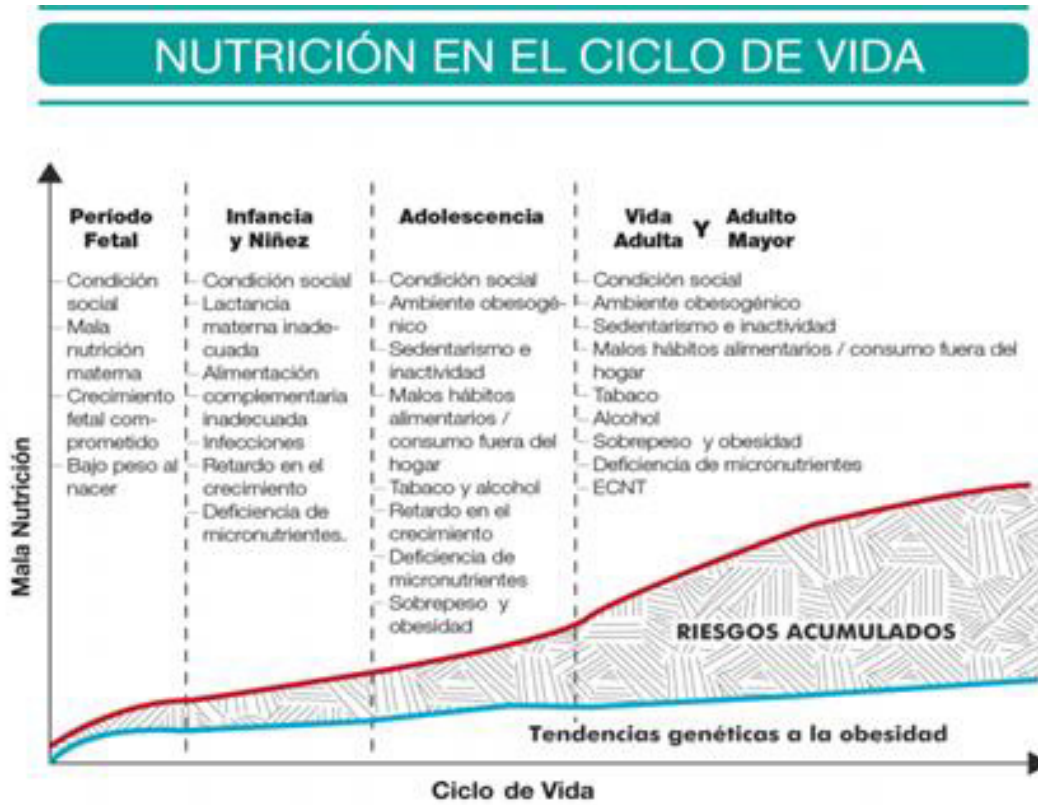 NUTRICIÓN EN EL CICLO DE VIDA
Mala Nutrición
Período
Fetal
- Condición
social
- Mala
nutrición
materna
- Crecimiento
fetal com-
prometido
- Bajo peso al
nacer
Infancia
y Niñez
- Condición social
- Lactancia
materna inade-
cuada
- Alimentación
complementaria
inadecuada
- Infecciones
- Retardo en el
crecimiento
- Deficiencia de
micronutrientes.
Adolescencia
- Condición social
- Ambiente obesogé-
nico
- Sedentarismo e
inactividad
- Malos hábitos
alimentarios /
consumo fuera del
hogar
- Tabaco y alcohol
- Retardo en el
crecimiento
- Deficiencia de
micronutrientes
- Sobrepeso y
obesidad
Vida Adulta Y Adulto Mayor
- Condición social
- Ambiente obesogénico
- Sedentarismo e inactividad
- Malos hábitos alimentarios / consumo fuera del
hogar
- Tabaco
- Alcohol
- Sobrepeso y obesidad
- Deficiencia de micronutrientes
- ECNT
RIESGOS ACUMULADOS
Tendencias genéticas a la obesidad
Ciclo de Vida